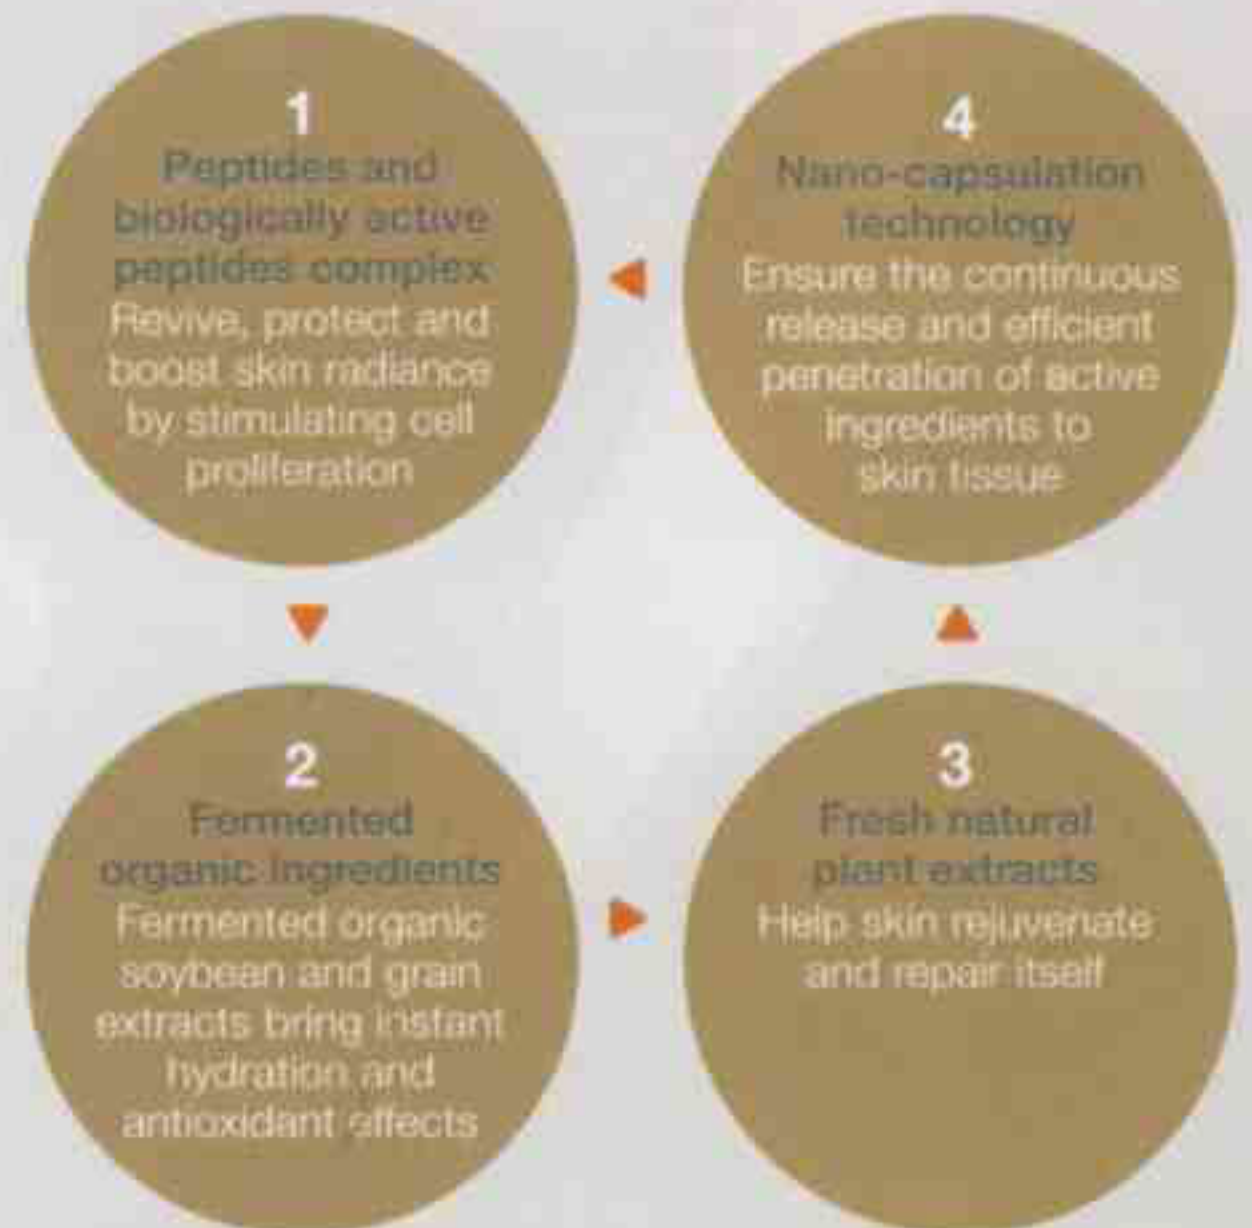 1
Peptides and
biologically active
peptides complex
Revive, protect and
boost skin radiance
by stimulating cell
proliferation
2
Fermented
organic ingredients
Fermented organic
soybean and grain
extracts bring instant
hydration and
antioxidant effects
3
Fresh natural
plant extracts
Help skin rejuvenate
and repair itself
4
Nano-capsulation
technology
Ensure the continuous
release and efficient
penetration of active
ingredients to
skin tissue